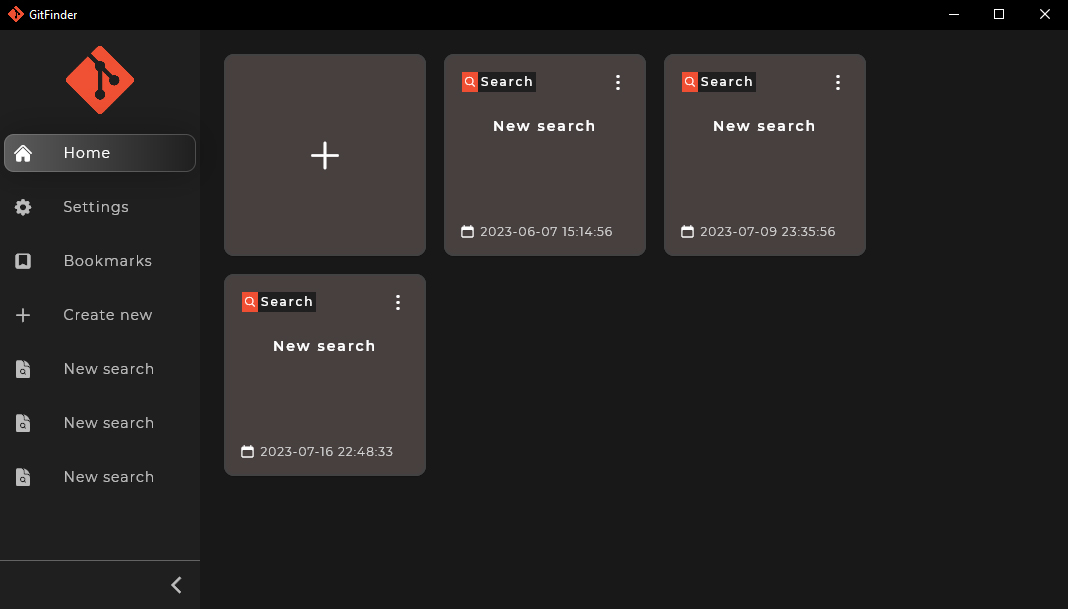 GitFinder
Home
Settings
Bookmarks
Create new
New search
New search
New search
Search
New search
2023-06-07 15:14:56
Search
New search
2023-07-09 23:35:56
Search
New search
2023-07-16 22:48:33